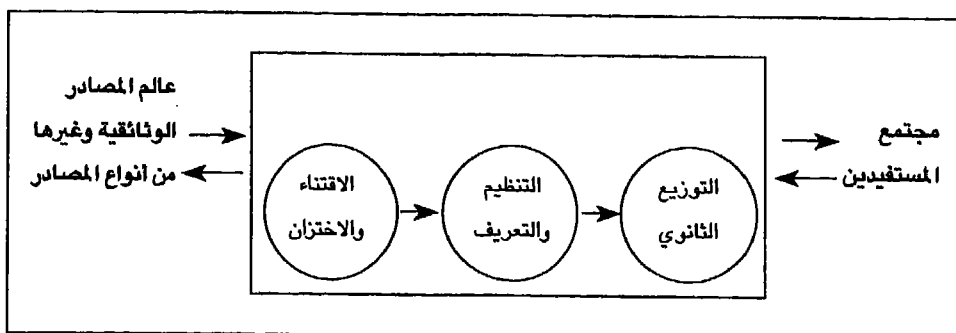 عالم المصادر
الوثائقية وغيرها
من أنواع المصادر
الاقتناء
والاختزان
التنظيم
والتعريف
التوزيع
الثانوي
مجتمع
المستفيدين